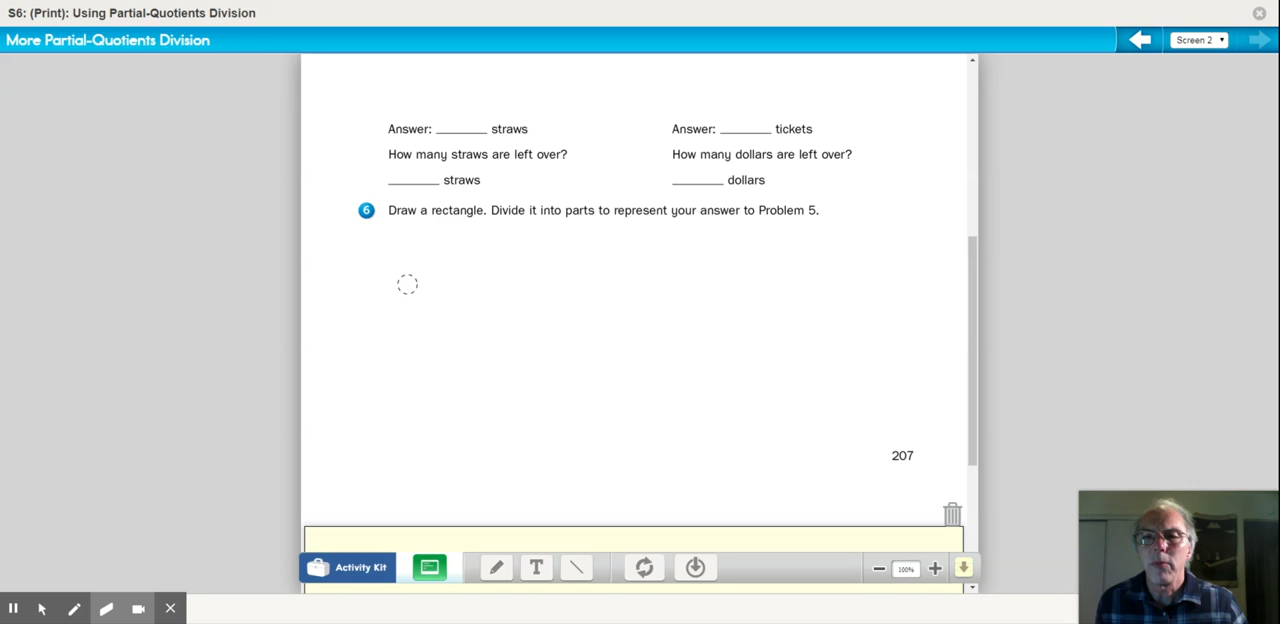 S6: (Print): Using Partial-Quotients Division
More Partial-Quotients Division
Screen 2
Answer: ________ straws
How many straws are left over?
________ straws
Answer: ________ tickets
How many dollars are left over?
________ dollars
6 Draw a rectangle. Divide it into parts to represent your answer to Problem 5.
207
Activity Kit
T
100%